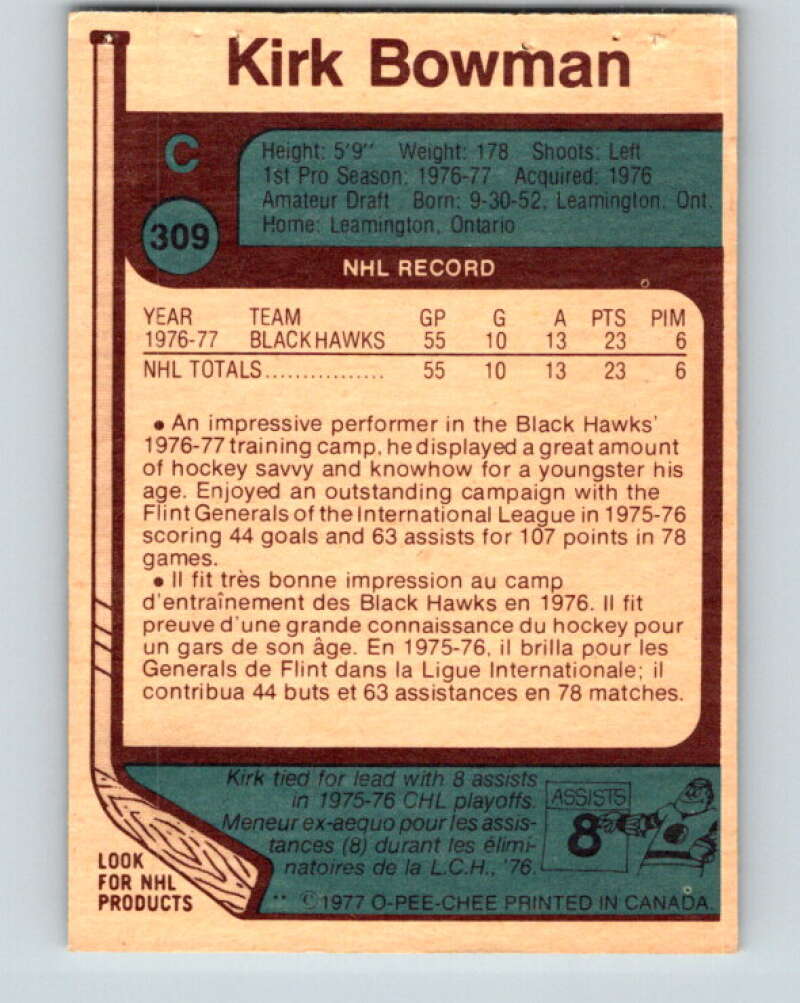 Kirk Bowman
C
309
Height: 5'9'' Weight: 178 Shoots: Left
1st Pro Season: 1976-77 Acquired: 1976
Amateur Draft Born: 9-30-52, Leamington, Ont.
Home: Leamington, Ontario
NHL RECORD
YEAR TEAM GP G A PTS PIM
1976-77 BLACK HAWKS 55 10 13 23 6
NHL TOTALS................ 55 10 13 23 6
• An impressive performer in the Black Hawks'
1976-77 training camp, he displayed a great amount
of hockey savvy and knowhow for a youngster his
age. Enjoyed an outstanding campaign with the
Flint Generals of the International League in 1975-76
scoring 44 goals and 63 assists for 107 points in 78
games.
• Il fit très bonne impression au camp
d'entraînement des Black Hawks en 1976. Il fit
preuve d'une grande connaissance du hockey pour
un gars de son âge. En 1975-76, il brilla pour les
Generals de Flint dans la Ligue Internationale; il
contribua 44 buts et 63 assistances en 78 matches.
Kirk tied for lead with 8 assists
in 1975-76 CHL playoffs.
Meneur ex-aequo pour les assis-
tances (8) durant les élimi-
natoires de la L.C.H., '76.
ASSISTS
8
LOOK
FOR NHL
PRODUCTS
** ©1977 O-PEE-CHEE PRINTED IN CANADA.